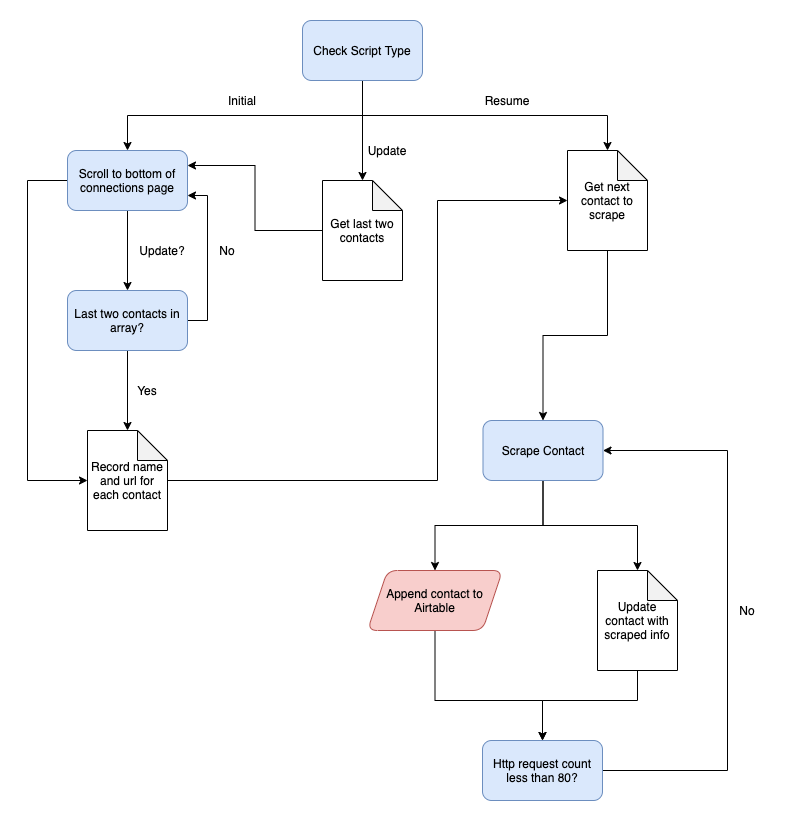 Check Script Type
Initial
Resume
Update
Scroll to bottom of
connections page
Get next
contact to
scrape
Get last two
contacts
Update?
No
Last two contacts in
array?
Yes
Record name
and url for
each contact
Scrape Contact
Append contact to
Airtable
Update
contact with
scraped info
No
Http request count
less than 80?